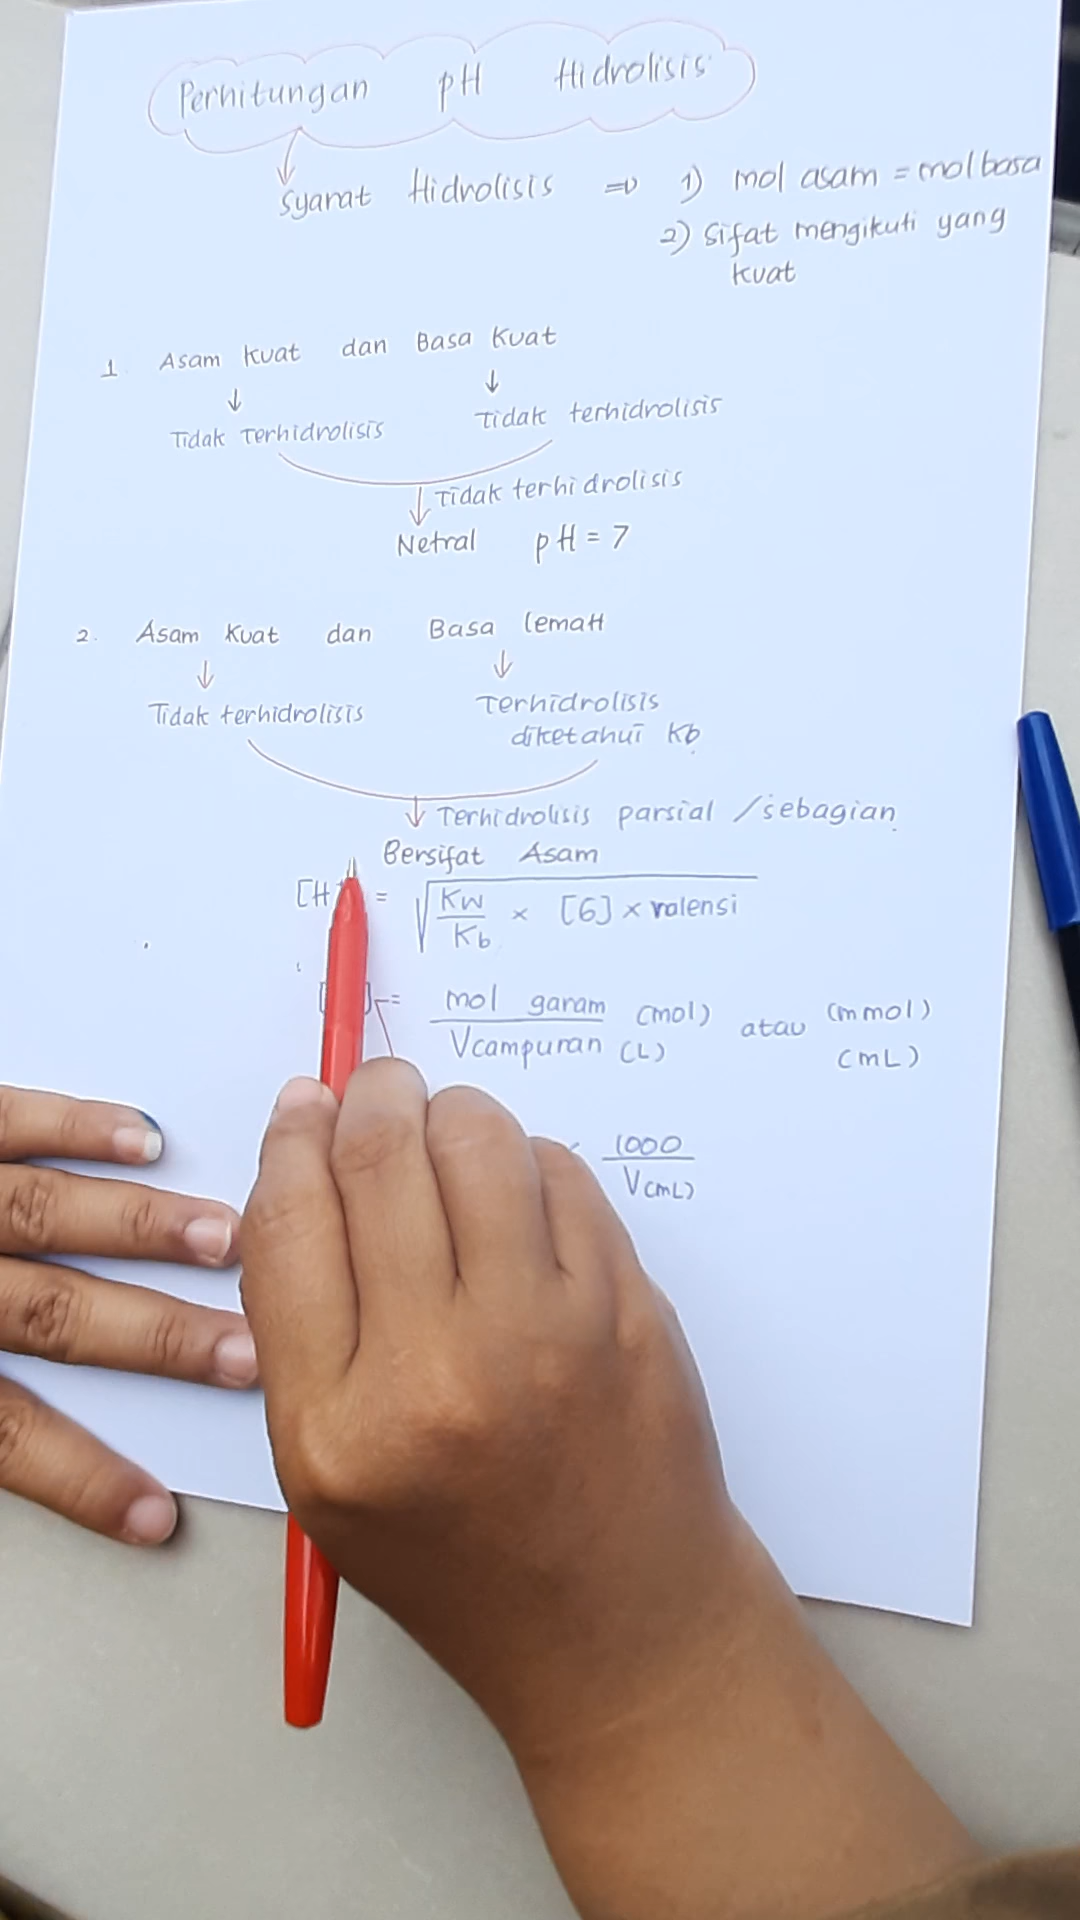 Perhitungan pH Hidrolisis
Syarat Hidrolisis => 1) mol asam = mol basa
2) Sifat mengikuti yang
kuat
1. Asam kuat dan Basa Kuat
↓ ↓
Tidak Terhidrolisis Tidak terhidrolisis
↓ Tidak terhidrolisis
Netral pH = 7
2. Asam Kuat dan Basa lemah
↓ ↓
Tidak terhidrolisis Terhidrolisis
diketahui Kb
↓ Terhidrolisis parsial / sebagian
Bersifat Asam
[H = √ Kw / Kb × [G] × valensi
[ ] = mol garam / Vcampuran (mol) (L) atau (mmol) (mL)
1000 / V(mL)